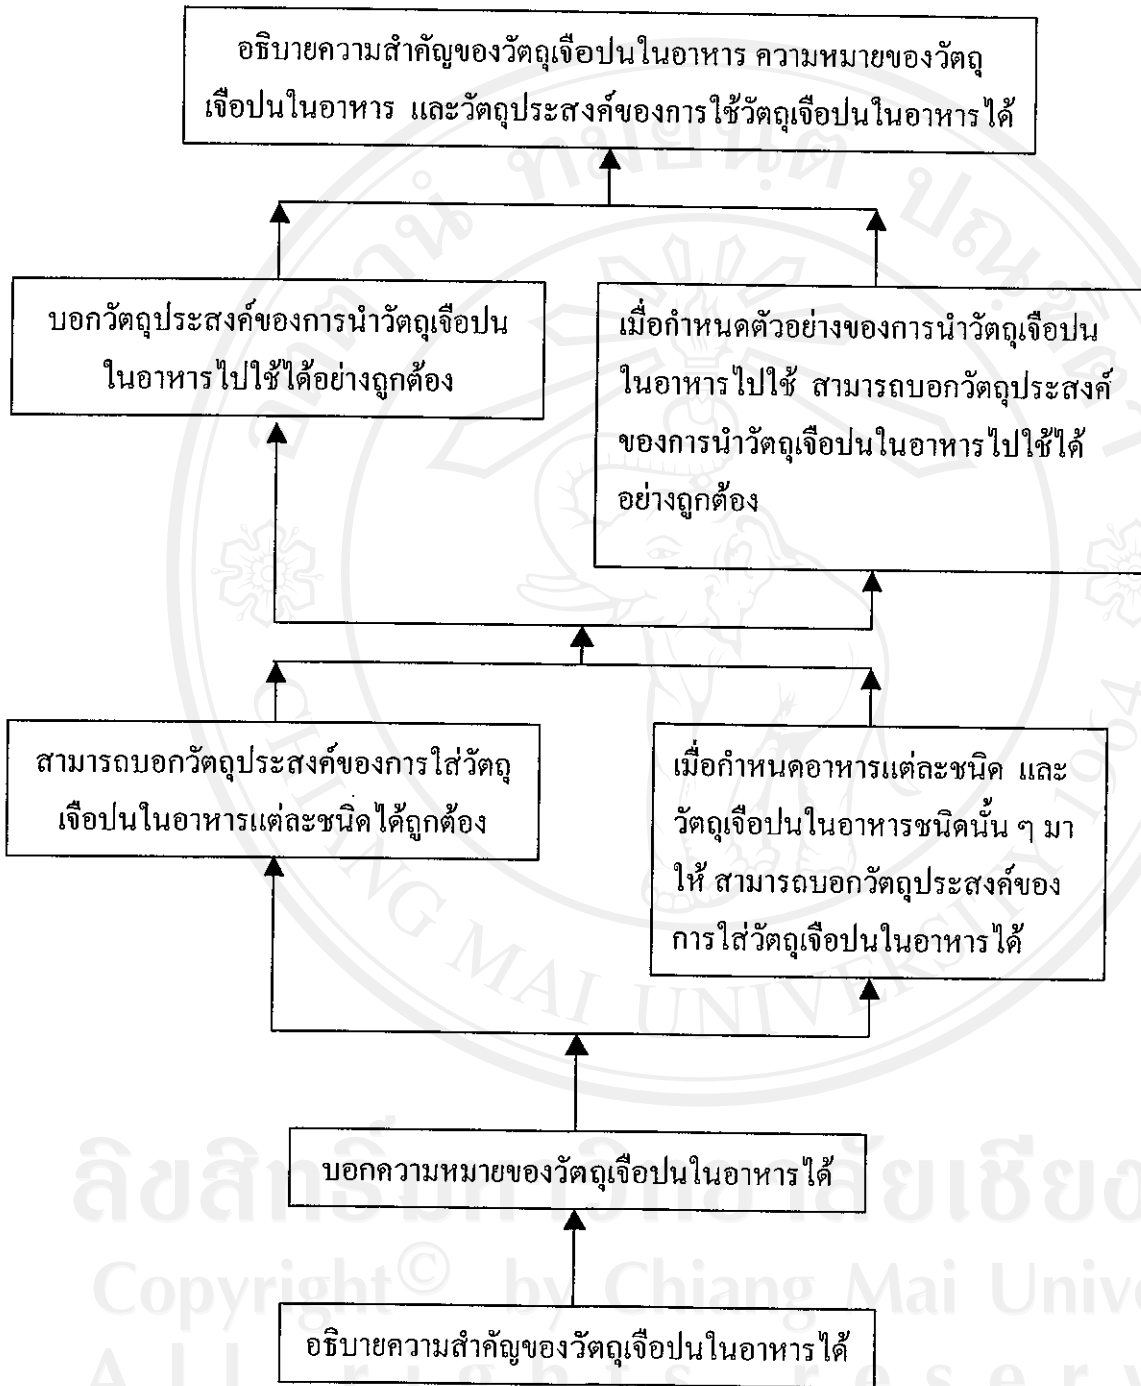 อธิบายความสำคัญของวัตถุเจือปนในอาหาร ความหมายของวัตถุ
เจือปนในอาหาร และวัตถุประสงค์ของการใช้วัตถุเจือปนในอาหารได้
บอกวัตถุประสงค์ของการนำวัตถุเจือปน
ในอาหารไปใช้ได้อย่างถูกต้อง
เมื่อกำหนดตัวอย่างของการนำวัตถุเจือปน
ในอาหารไปใช้ สามารถบอกวัตถุประสงค์
ของการนำวัตถุเจือปนในอาหารไปใช้ได้
อย่างถูกต้อง
สามารถบอกวัตถุประสงค์ของการใส่วัตถุ
เจือปนในอาหารแต่ละชนิดได้ถูกต้อง
เมื่อกำหนดอาหารแต่ละชนิด และ
วัตถุเจือปนในอาหารชนิดนั้น ๆ มา
ให้ สามารถบอกวัตถุประสงค์ของ
การใส่วัตถุเจือปนในอาหารได้
บอกความหมายของวัตถุเจือปนในอาหารได้
อธิบายความสำคัญของวัตถุเจือปนในอาหารได้
CHIANG MAI UNIVERSITY 1964
Copyright© by Chiang Mai Unive
All rights reserv